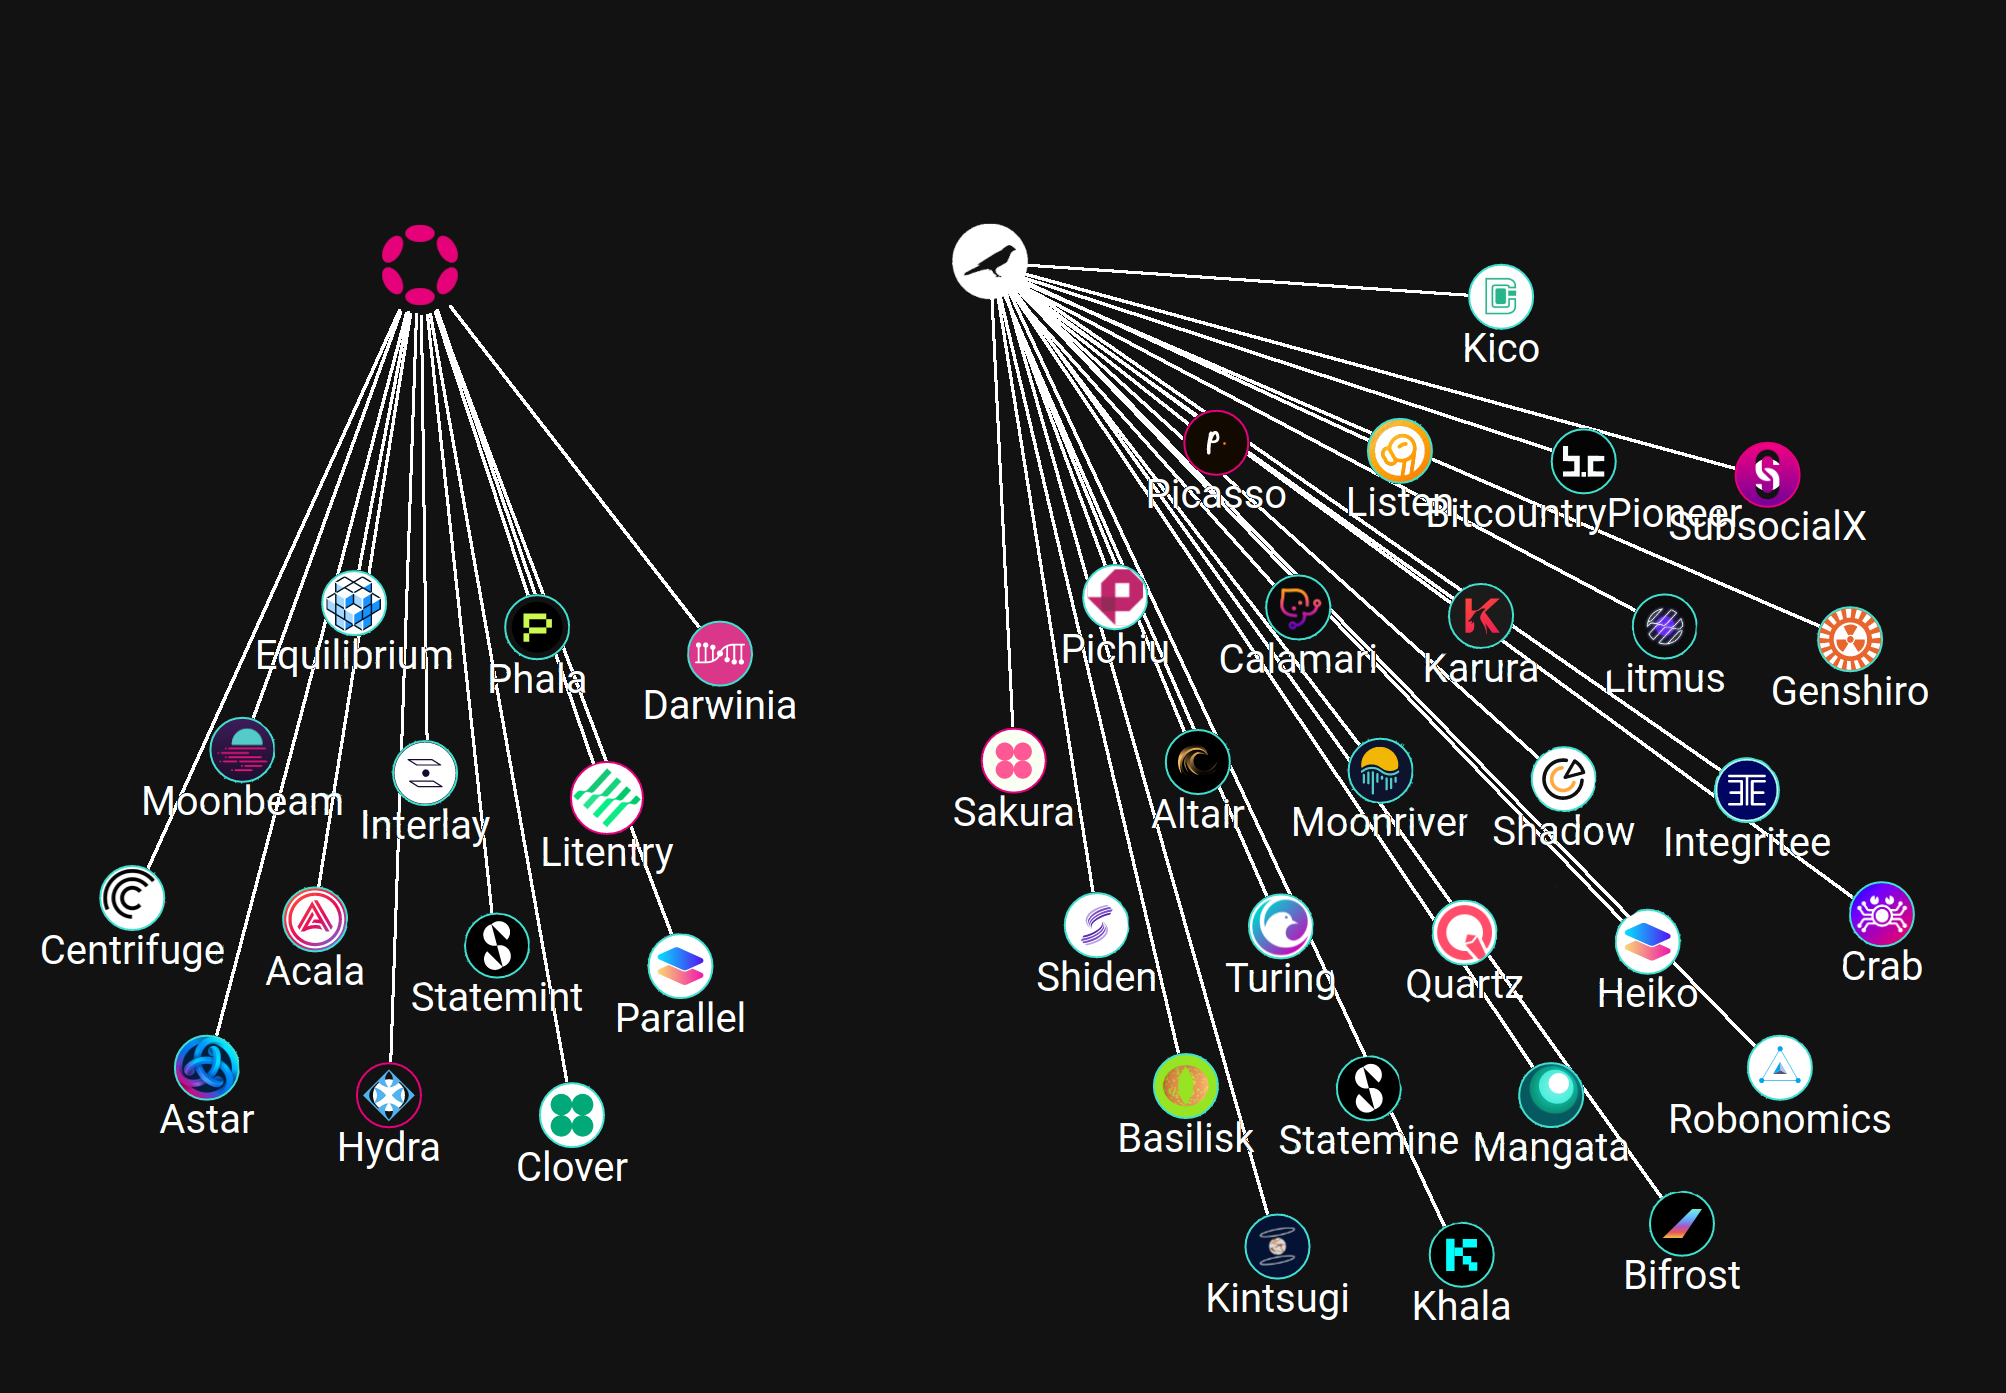 Kico
Picasso
Listen
BitcountryPioneer
SubsocialX
Equilibrium
Phala
Darwinia
Pichiu
Calamari
Karura
Litmus
Genshiro
Moonbeam
Interlay
Litentry
Sakura
Altair
Moonriver
Shadow
Integritee
Centrifuge
Acala
Statemint
Parallel
Shiden
Turing
Quartz
Heiko
Crab
Astar
Hydra
Clover
Basilisk
Statemine
Mangata
Robonomics
Kintsugi
Khala
Bifrost